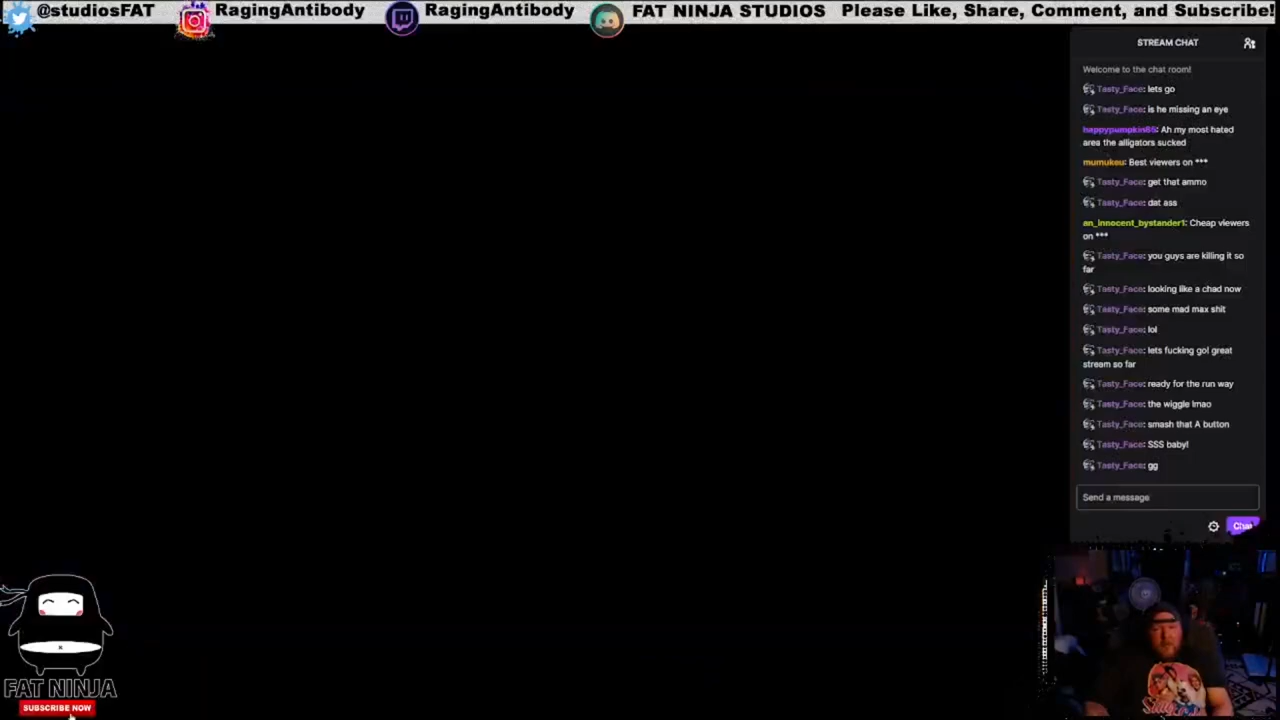 @studiosFAT RagingAntibody RagingAntibody FAT NINJA STUDIOS Please Like, Share, Comment, and Subscribe!
STREAM CHAT
Welcome to the chat room!
Tasty_Face: lets go
Tasty_Face: is he missing an eye
happypumpkin65: Ah my most hated
area the alligators sucked
mumukeu: Best viewers on ***
Tasty_Face: get that ammo
Tasty_Face: dat ass
an_innocent_bystander1: Cheap viewers
on ***
Tasty_Face: you guys are killing it so
far
Tasty_Face: looking like a chad now
Tasty_Face: some mad max shit
Tasty_Face: lol
Tasty_Face: lets fucking go! great
stream so far
Tasty_Face: ready for the run way
Tasty_Face: the wiggle lmao
Tasty_Face: smash that A button
Tasty_Face: SSS baby!
Tasty_Face: gg
Send a message
Chat
FAT NINJA
SUBSCRIBE NOW